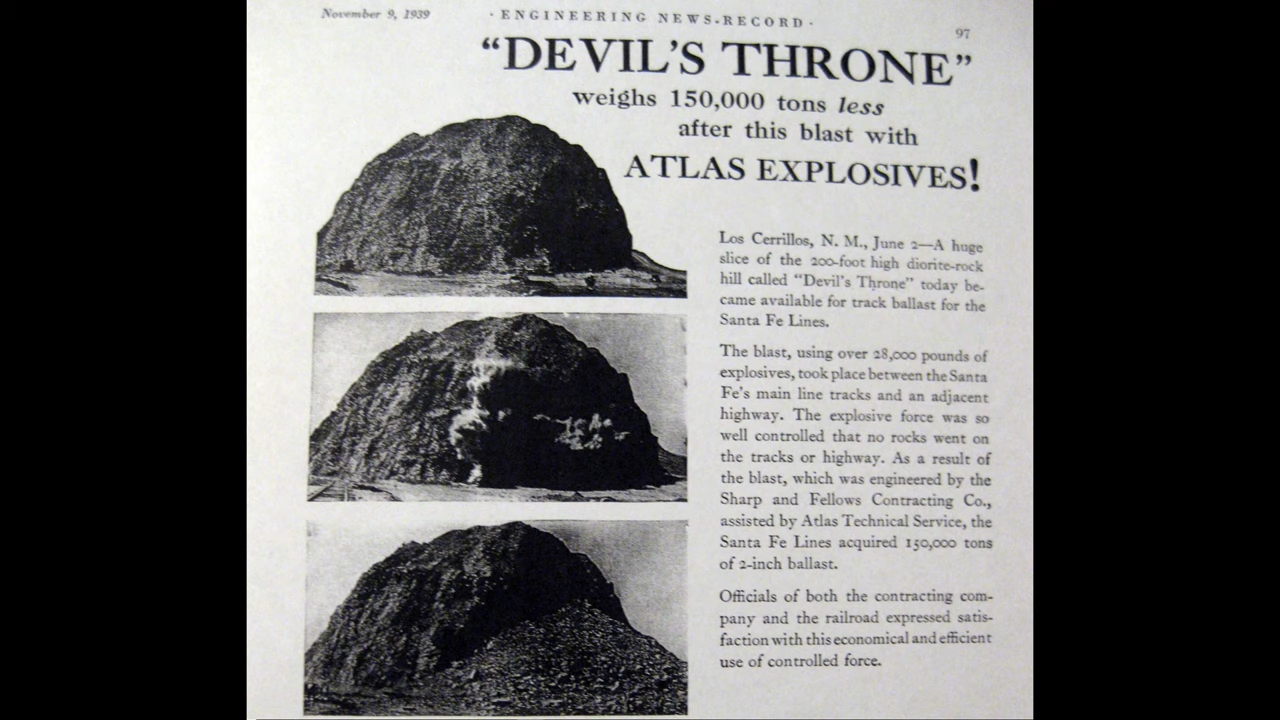 November 9, 1939
· ENGINEERING NEWS-RECORD ·
97
“DEVIL’S THRONE”
weighs 150,000 tons less
after this blast with
ATLAS EXPLOSIVES!
Los Cerrillos, N. M., June 2—A huge
slice of the 200-foot high diorite-rock
hill called “Devil’s Throne” today be-
came available for track ballast for the
Santa Fe Lines.
The blast, using over 28,000 pounds of
explosives, took place between the Santa
Fe’s main line tracks and an adjacent
highway. The explosive force was so
well controlled that no rocks went on
the tracks or highway. As a result of
the blast, which was engineered by the
Sharp and Fellows Contracting Co.,
assisted by Atlas Technical Service, the
Santa Fe Lines acquired 150,000 tons
of 2-inch ballast.
Officials of both the contracting com-
pany and the railroad expressed satis-
faction with this economical and efficient
use of controlled force.